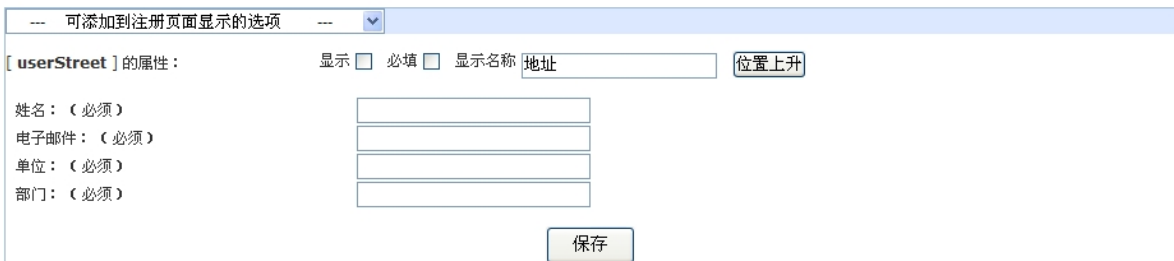 --- 可添加到注册页面显示的选项 ---
[ userStreet ] 的属性： 显示 必填 显示名称 地址 位置上升
姓名：（必须）
电子邮件：（必须）
单位：（必须）
部门：（必须）
保存